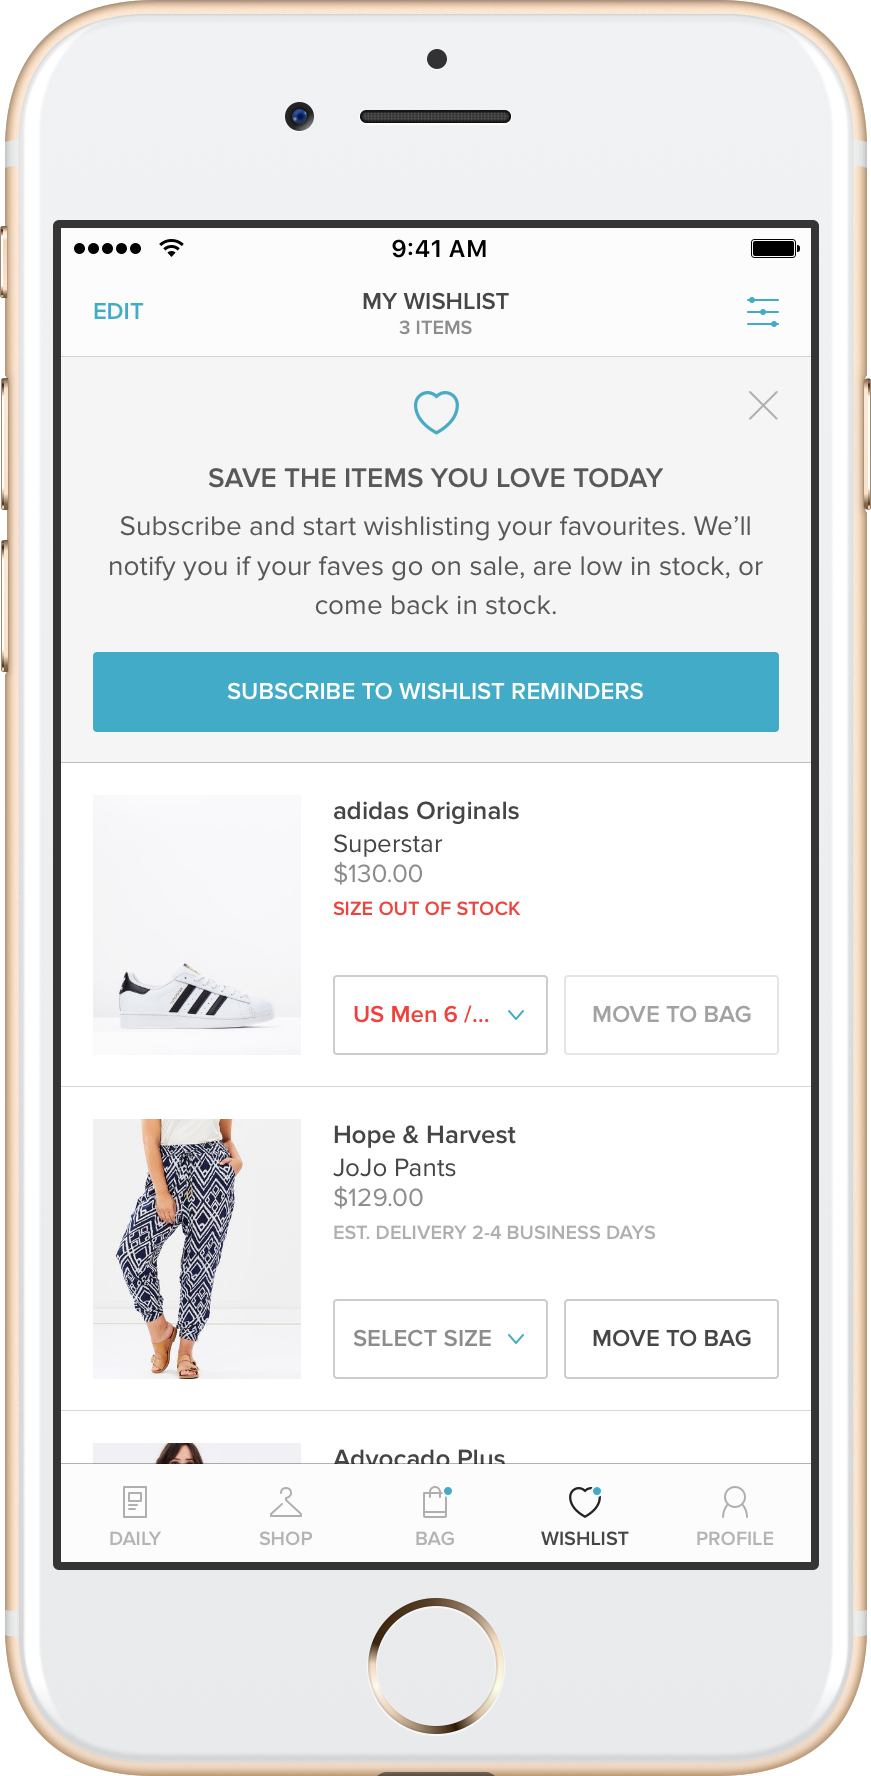 9:41 AM
EDIT
MY WISHLIST
3 ITEMS
SAVE THE ITEMS YOU LOVE TODAY
Subscribe and start wishlisting your favourites. We’ll
notify you if your faves go on sale, are low in stock, or
come back in stock.
SUBSCRIBE TO WISHLIST REMINDERS
adidas Originals
Superstar
$130.00
SIZE OUT OF STOCK
US Men 6 /...
MOVE TO BAG
Hope & Harvest
JoJo Pants
$129.00
EST. DELIVERY 2-4 BUSINESS DAYS
SELECT SIZE
MOVE TO BAG
Advocado Plus
DAILY
SHOP
BAG
WISHLIST
PROFILE